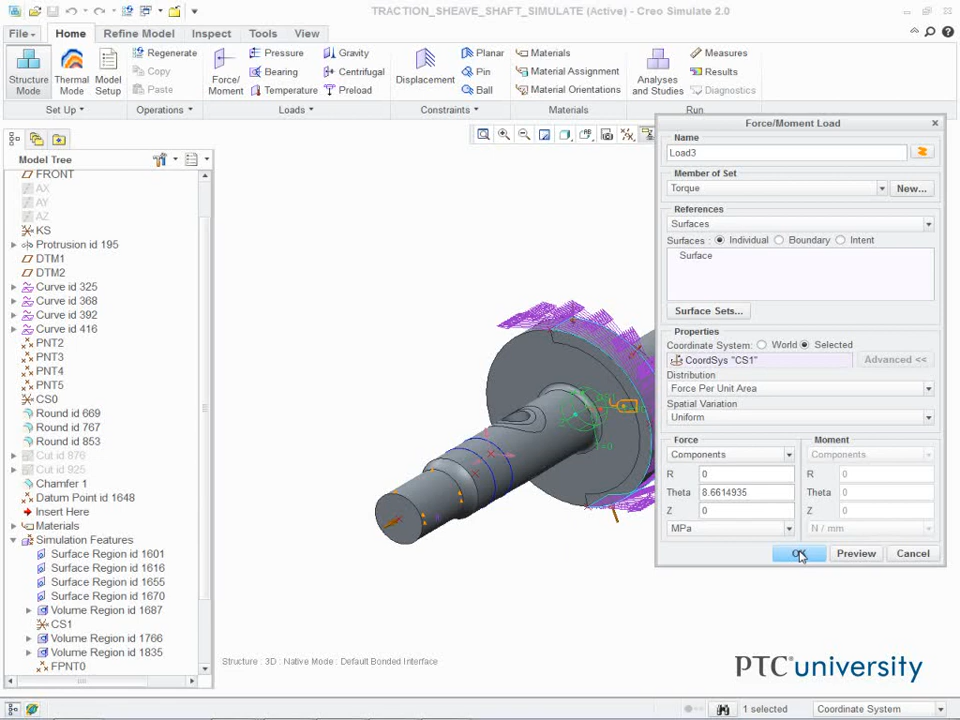 TRACTION_SHEAVE_SHAFT_SIMULATE (Active) - Creo Simulate 2.0
File Home Refine Model Inspect Tools View
Structure Mode
Thermal Mode
Model Setup
Set Up
Regenerate
Copy
Paste
Operations
Force/Moment
Pressure
Bearing
Temperature
Gravity
Centrifugal
Preload
Loads
Displacement
Planar
Pin
Ball
Constraints
Materials
Material Assignment
Material Orientations
Materials
Analyses and Studies
Measures
Results
Diagnostics
Run
Model Tree
FRONT
AX
AY
AZ
KS
Protrusion id 195
DTM1
DTM2
Curve id 325
Curve id 368
Curve id 392
Curve id 416
PNT2
PNT3
PNT4
PNT5
CS0
Round id 669
Round id 767
Round id 853
Cut id 876
Cut id 925
Chamfer 1
Datum Point id 1648
Insert Here
Materials
Simulation Features
Surface Region id 1601
Surface Region id 1616
Surface Region id 1655
Surface Region id 1670
Volume Region id 1687
CS1
Volume Region id 1766
Volume Region id 1835
FPNT0
Force/Moment Load
Name
Load3
Member of Set
Torque New...
References
Surfaces
Surfaces : Individual Boundary Intent
Surface
Surface Sets...
Properties
Coordinate System: World Selected
CoordSys "CS1" Advanced <<
Distribution
Force Per Unit Area
Spatial Variation
Uniform
Force Moment
Components Components
R 0 R 0
Theta 8.6614935 Theta 0
Z 0 Z 0
MPa N / mm
OK Preview Cancel
Structure : 3D : Native Mode : Default Bonded Interface
PTC university
1 selected Coordinate System